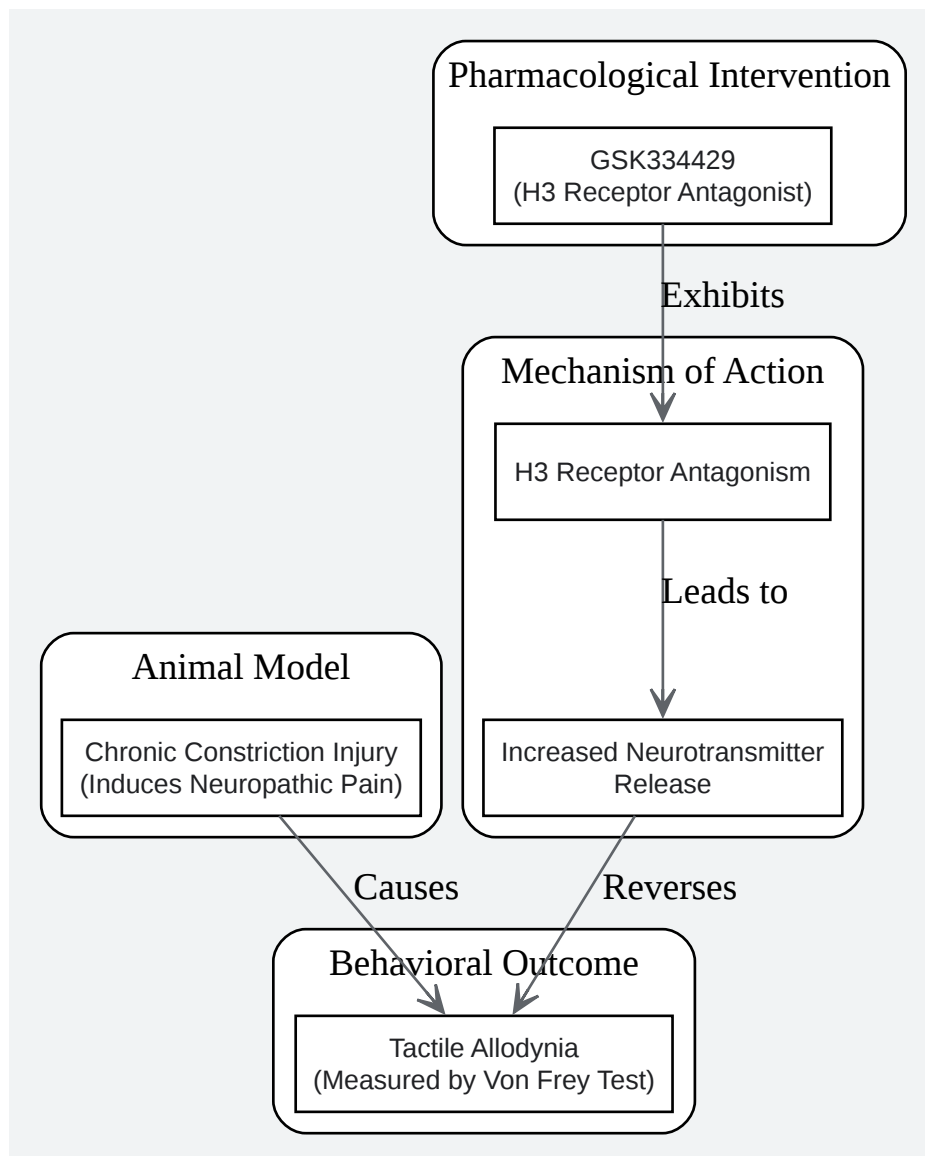 Pharmacological Intervention
GSK334429
(H3 Receptor Antagonist)
Exhibits
Mechanism of Action
H3 Receptor Antagonism
Leads to
Animal Model
Chronic Constriction Injury
(Induces Neuropathic Pain)
Increased Neurotransmitter
Release
Causes
Reverses
Behavioral Outcome
Tactile Allodynia
(Measured by Von Frey Test)